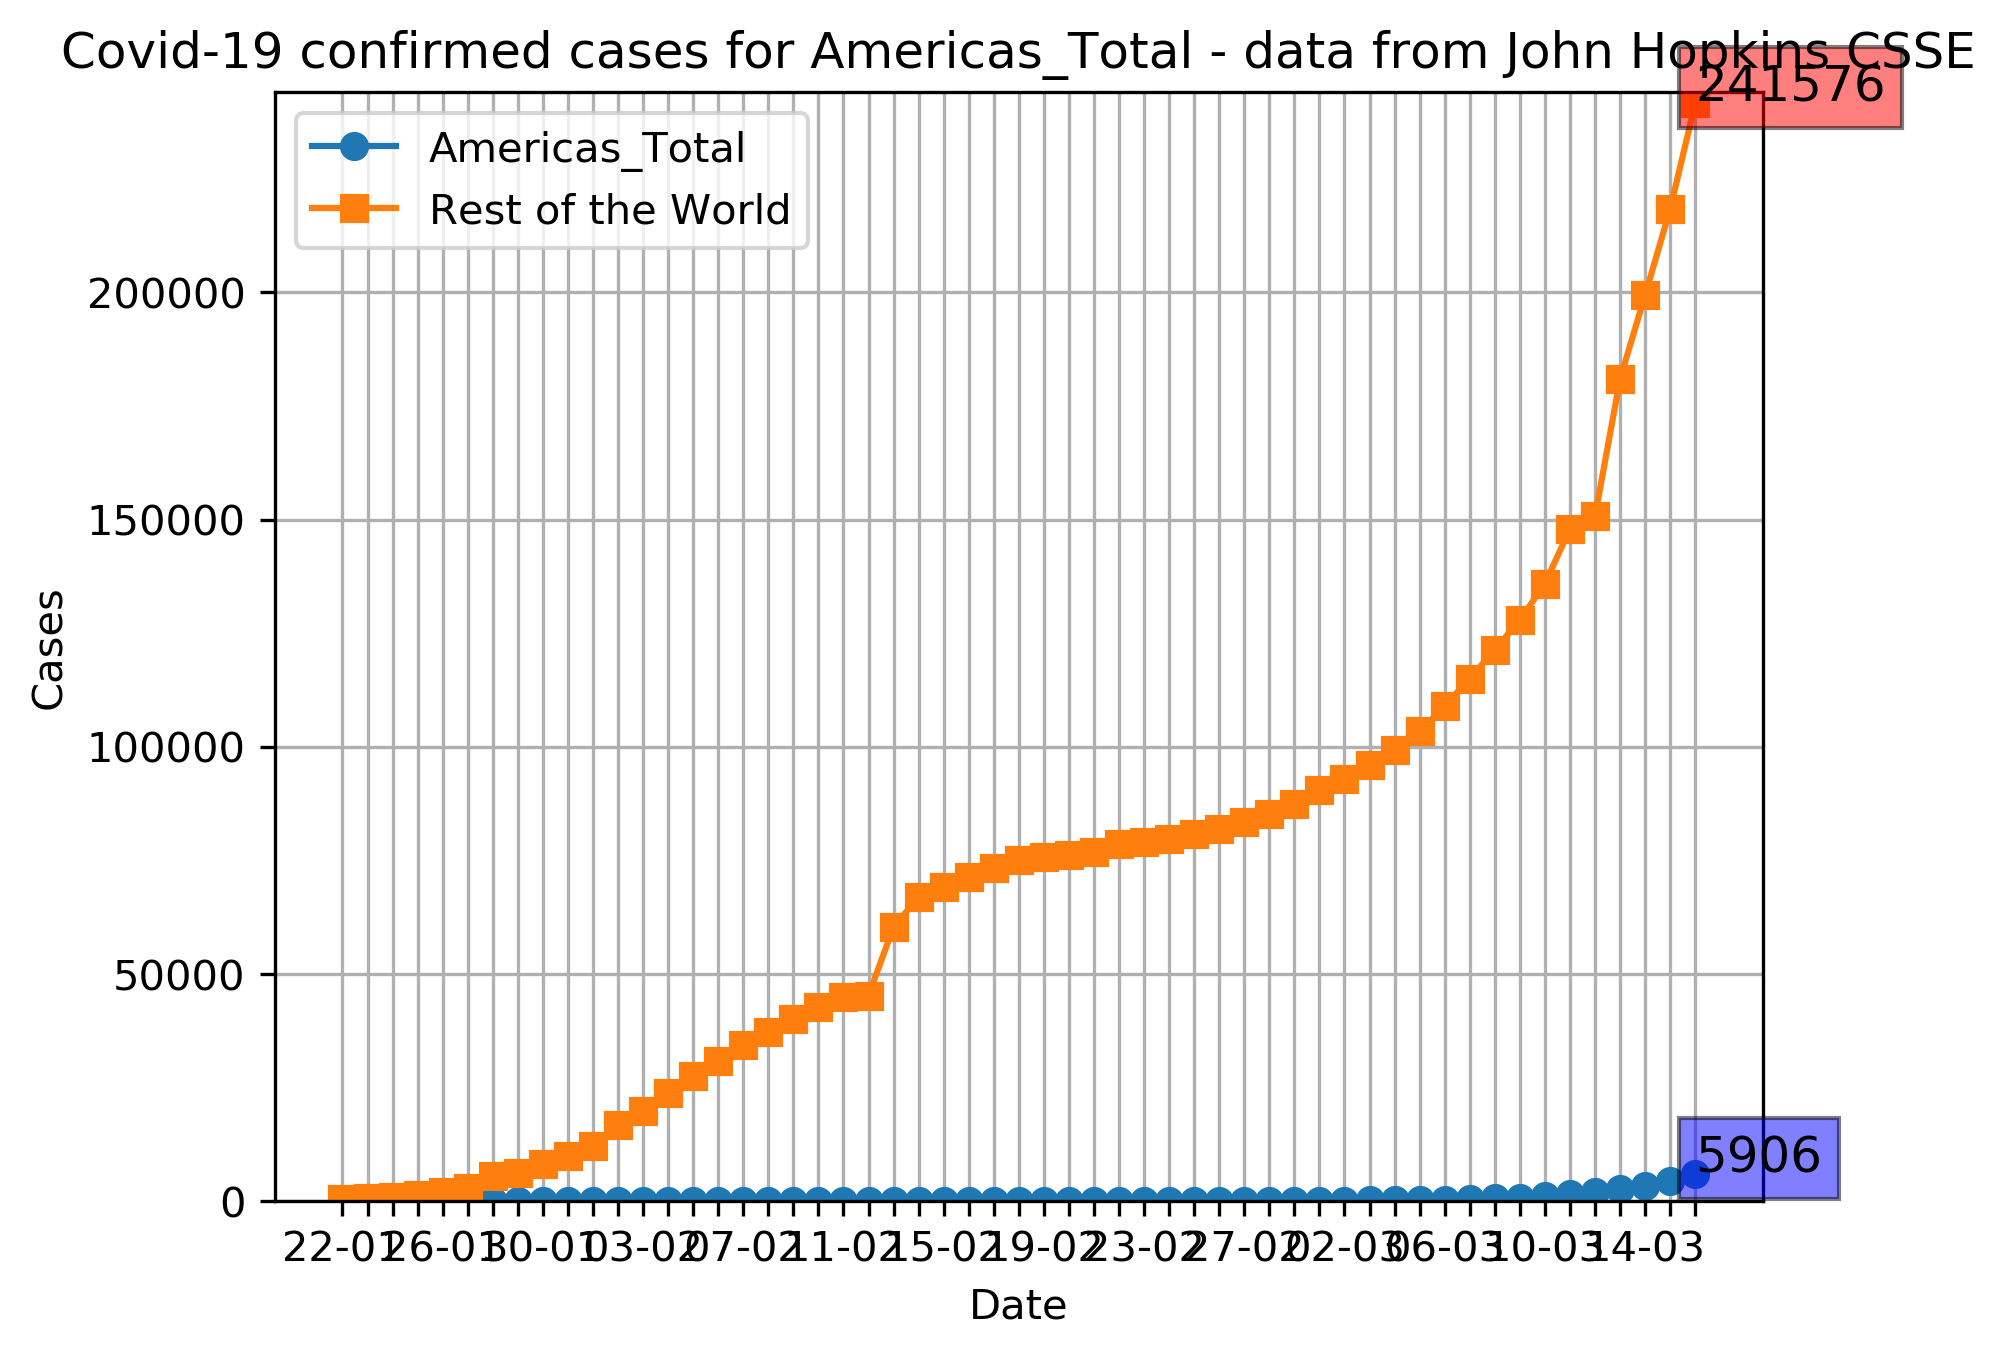 Covid-19 confirmed cases for Americas_Total - data from John Hopkins CSSE
241576
Americas_Total
Rest of the World
200000
150000
100000
50000
0
Cases
5906
22-01 26-01 30-01 03-02 07-02 11-02 15-02 19-02 23-02 27-02 02-03 06-03 10-03 14-03
Date